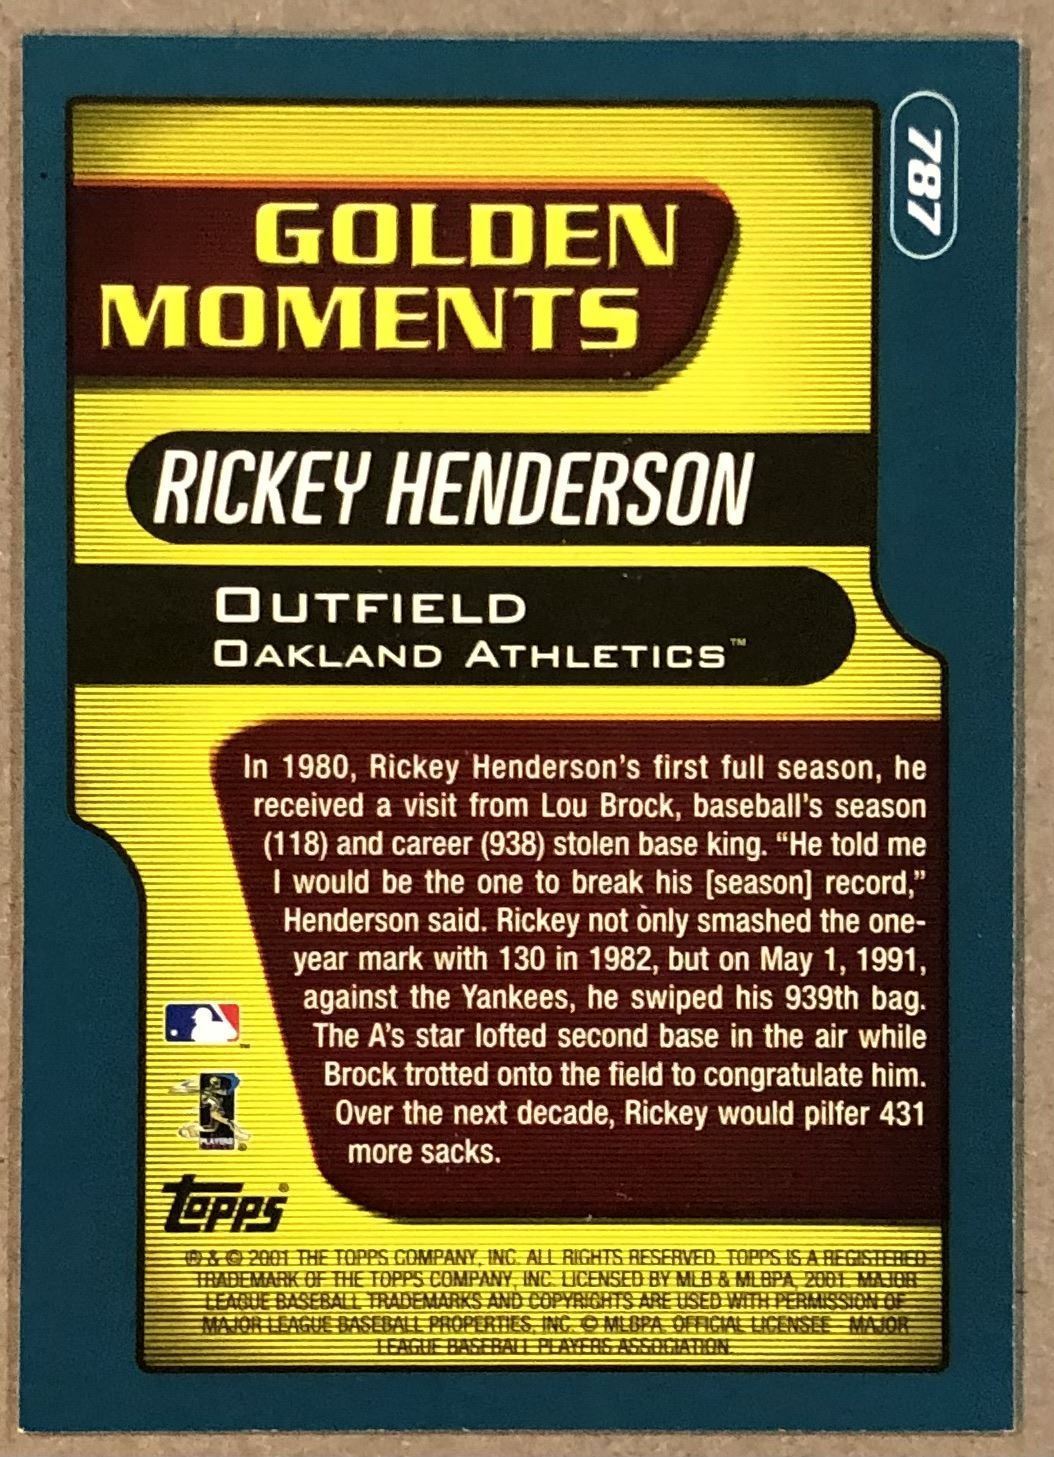 787
GOLDEN
MOMENTS
RICKEY HENDERSON
OUTFIELD
OAKLAND ATHLETICS™
In 1980, Rickey Henderson's first full season, he
received a visit from Lou Brock, baseball's season
(118) and career (938) stolen base king. “He told me
I would be the one to break his [season] record,”
Henderson said. Rickey not only smashed the one-
year mark with 130 in 1982, but on May 1, 1991,
against the Yankees, he swiped his 939th bag.
The A's star lofted second base in the air while
Brock trotted onto the field to congratulate him.
Over the next decade, Rickey would pilfer 431
more sacks.
™
PLAYERS
®
topps®
® & © 2001 THE TOPPS COMPANY, INC. ALL RIGHTS RESERVED. TOPPS IS A REGISTERED
TRADEMARK OF THE TOPPS COMPANY, INC. LICENSED BY MLB & MLBPA, 2001. MAJOR
LEAGUE BASEBALL TRADEMARKS AND COPYRIGHTS ARE USED WITH PERMISSION OF
MAJOR LEAGUE BASEBALL PROPERTIES, INC. © MLBPA. OFFICIAL LICENSEE - MAJOR
LEAGUE BASEBALL PLAYERS ASSOCIATION.